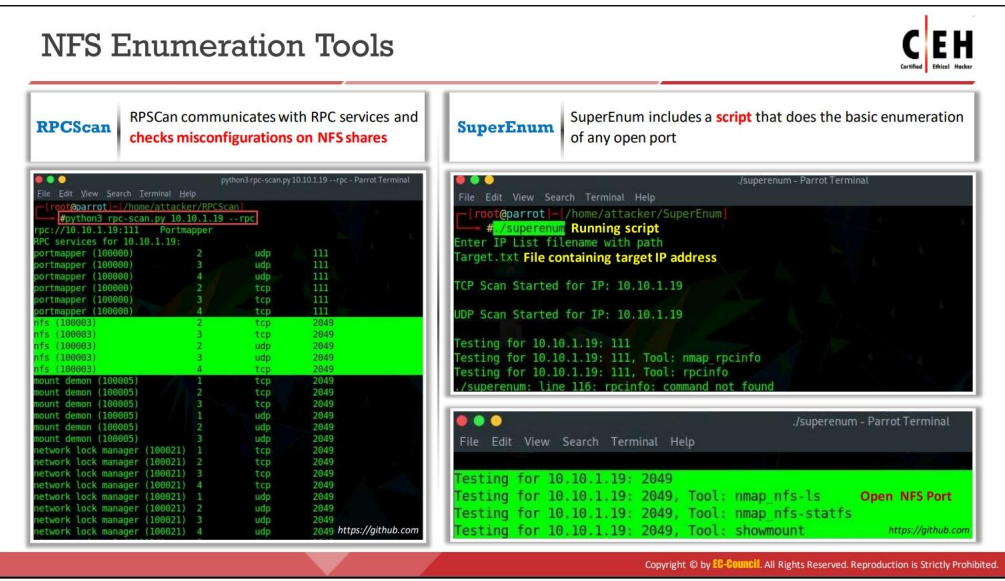 NFS Enumeration Tools
C EH
Certified Ethical Hacker
RPCScan
RPSCan communicates with RPC services and
checks misconfigurations on NFS shares
python3 rpc-scan.py 10.10.1.19 --rpc - Parrot Terminal
File Edit View Search Terminal Help
[root@parrot]-[/home/attacker/RPCScan]
#python3 rpc-scan.py 10.10.1.19 --rpc
rpc://10.10.1.19:111 Portmapper
RPC services for 10.10.1.19:
portmapper (100000) 2 udp 111
portmapper (100000) 3 udp 111
portmapper (100000) 4 udp 111
portmapper (100000) 2 tcp 111
portmapper (100000) 3 tcp 111
portmapper (100000) 4 tcp 111
nfs (100003) 2 tcp 2049
nfs (100003) 3 tcp 2049
nfs (100003) 2 udp 2049
nfs (100003) 3 udp 2049
nfs (100003) 4 tcp 2049
mount demon (100005) 1 tcp 2049
mount demon (100005) 2 tcp 2049
mount demon (100005) 3 tcp 2049
mount demon (100005) 1 udp 2049
mount demon (100005) 2 udp 2049
mount demon (100005) 3 udp 2049
network lock manager (100021) 1 tcp 2049
network lock manager (100021) 2 tcp 2049
network lock manager (100021) 3 tcp 2049
network lock manager (100021) 4 tcp 2049
network lock manager (100021) 1 udp 2049
network lock manager (100021) 2 udp 2049
network lock manager (100021) 3 udp 2049
network lock manager (100021) 4 udp 2049 https://github.com
SuperEnum
SuperEnum includes a script that does the basic enumeration
of any open port
./superenum - Parrot Terminal
File Edit View Search Terminal Help
[root@parrot]-[/home/attacker/SuperEnum]
#./superenum Running script
Enter IP List filename with path
Target.txt File containing target IP address
TCP Scan Started for IP: 10.10.1.19
UDP Scan Started for IP: 10.10.1.19
Testing for 10.10.1.19: 111
Testing for 10.10.1.19: 111, Tool: nmap_rpcinfo
Testing for 10.10.1.19: 111, Tool: rpcinfo
./superenum: line 116: rpcinfo: command not found
./superenum - Parrot Terminal
File Edit View Search Terminal Help
Testing for 10.10.1.19: 2049
Testing for 10.10.1.19: 2049, Tool: nmap_nfs-ls Open NFS Port
Testing for 10.10.1.19: 2049, Tool: nmap_nfs-statfs
Testing for 10.10.1.19: 2049, Tool: showmount https://github.com
Copyright © by EC-Council. All Rights Reserved. Reproduction is Strictly Prohibited.